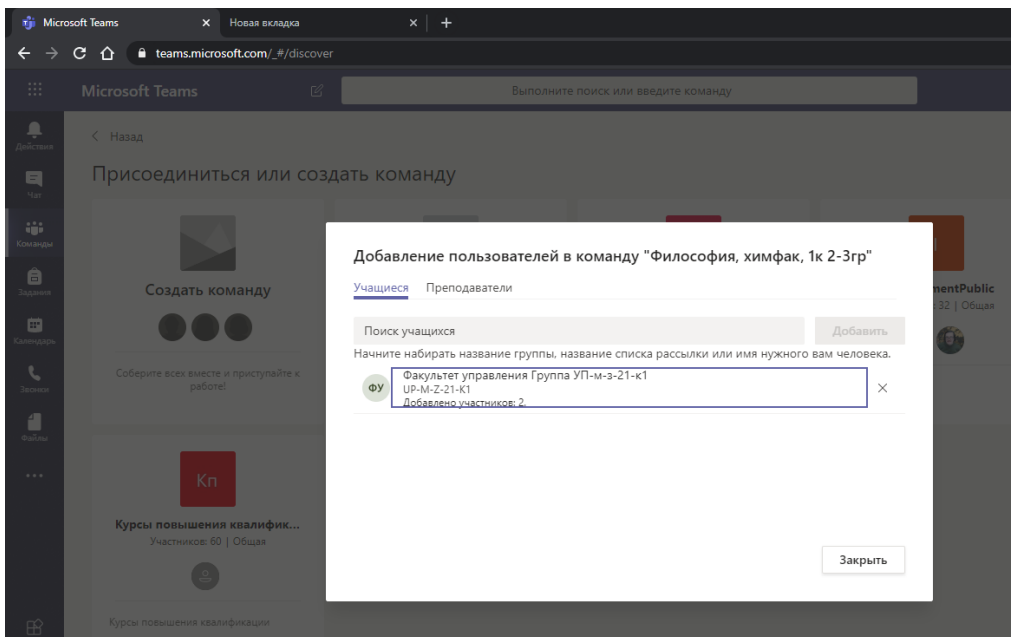 Microsoft Teams
Новая вкладка
teams.microsoft.com/_#/discover
Microsoft Teams
Выполните поиск или введите команду
Действия
Чат
Команды
Задания
Календарь
Звонки
Файлы
Назад
Присоединиться или создать команду
Создать команду
Соберите всех вместе и приступайте к
работе!
Кп
Курсы повышения квалифик...
Участников: 60 | Общая
Курсы повышения квалификации
mentPublic
32 | Общая
Добавление пользователей в команду "Философия, химфак, 1к 2-3гр"
Учащиеся
Преподаватели
Поиск учащихся
Добавить
Начните набирать название группы, название списка рассылки или имя нужного вам человека.
ФУ
Факультет управления Группа УП-м-з-21-к1
UP-M-Z-21-K1
Добавлено участников: 2.
Закрыть